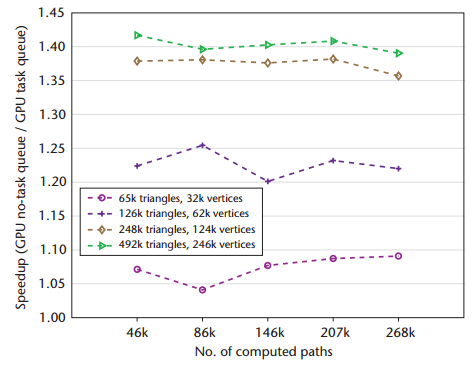 1.45
1.40
1.35
1.30
1.25
1.20
1.15
1.10
1.05
1.00
Speedup (GPU no-task queue / GPU task queue)
65k triangles, 32k vertices
126k triangles, 62k vertices
248k triangles, 124k vertices
492k triangles, 246k vertices
46k 86k 146k 207k 268k
No. of computed paths